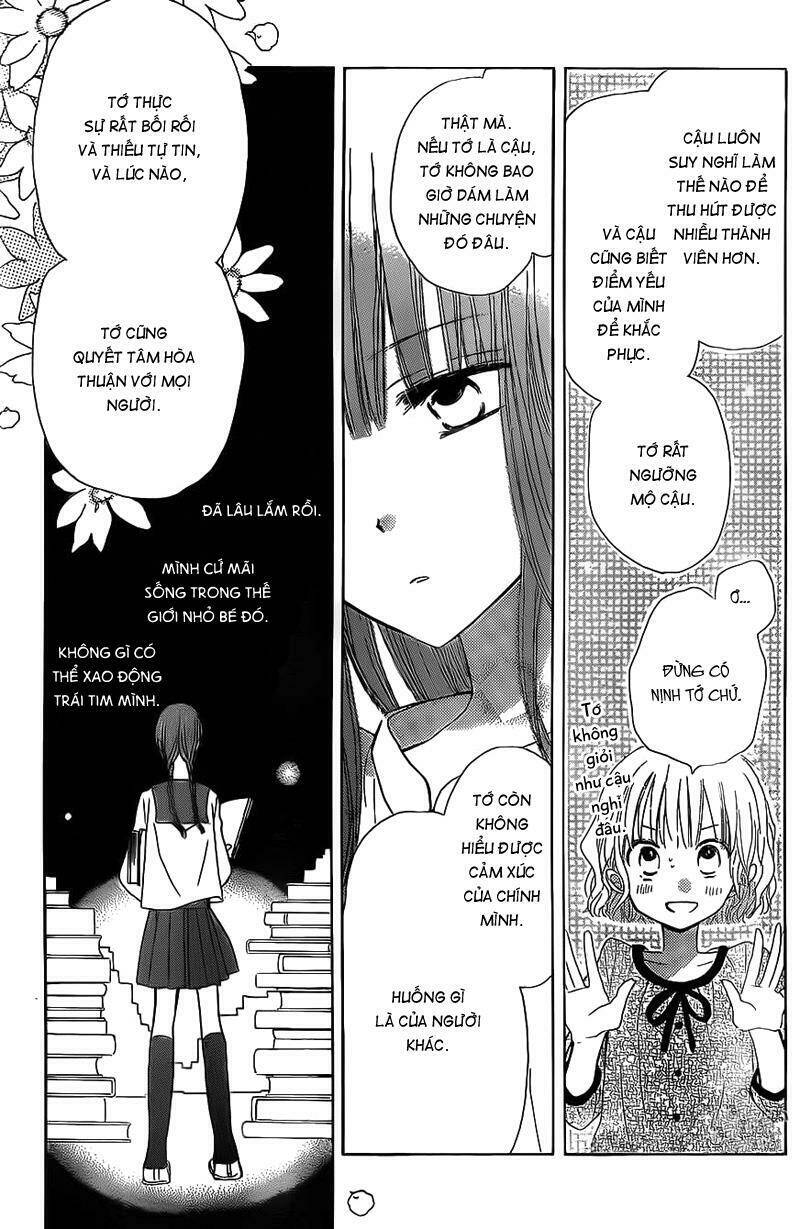 CẬU LUÔN
SUY NGHĨ LÀM
THẾ NÀO ĐỂ
THU HÚT ĐƯỢC
NHIỀU THÀNH
VIÊN HƠN.
VÀ CẬU
CŨNG BIẾT
ĐIỂM YẾU
CỦA MÌNH
ĐỂ KHẮC
PHỤC.
TỚ RẤT
NGƯỠNG
MỘ CẬU.
Ơ...
ĐỪNG CÓ
NỊNH TỚ CHỨ.
Tớ
không
giỏi
như cậu
nghĩ
đâu.
THẬT MÀ.
NẾU TỚ LÀ CẬU,
TỚ KHÔNG BAO
GIỜ DÁM LÀM
NHỮNG CHUYỆN
ĐÓ ĐÂU.
TỚ CÒN
KHÔNG
HIỂU ĐƯỢC
CẢM XÚC
CỦA CHÍNH
MÌNH.
HUỐNG GÌ
LÀ CỦA NGƯỜI
KHÁC.
TỚ THỰC
SỰ RẤT BỐI RỐI
VÀ THIẾU TỰ TIN,
VÀ LÚC NÀO,
TỚ CŨNG
QUYẾT TÂM HÒA
THUẬN VỚI MỌI
NGƯỜI.
ĐÃ LÂU LẮM RỒI.
MÌNH CỨ MÃI
SỐNG TRONG THẾ
GIỚI NHỎ BÉ ĐÓ.
KHÔNG GÌ CÓ
THỂ XAO ĐỘNG
TRÁI TIM MÌNH.